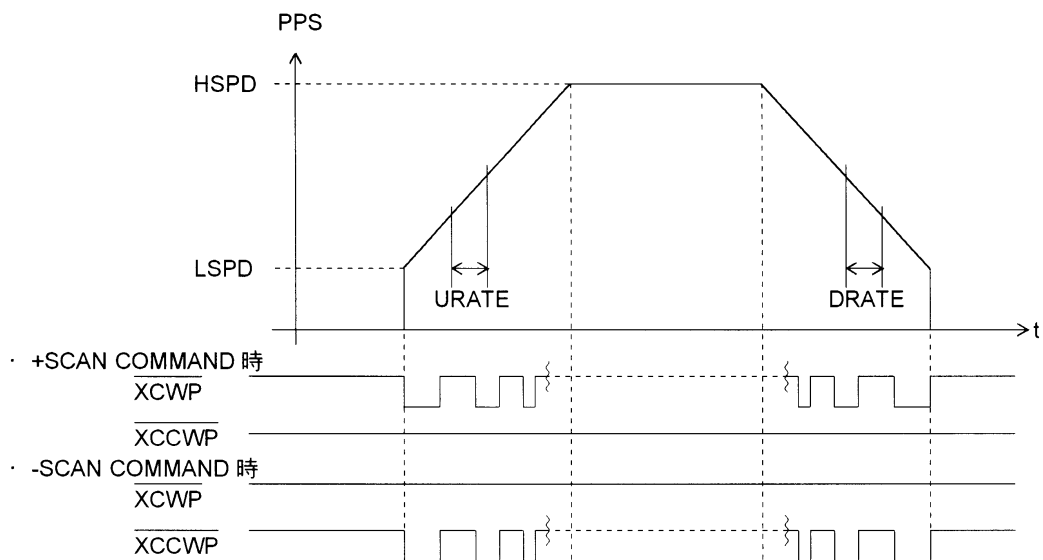 PPS
HSPD
LSPD
URATE
DRATE
t
· +SCAN COMMAND 時
XCWP
XCCWP
· -SCAN COMMAND 時
XCWP
XCCWP